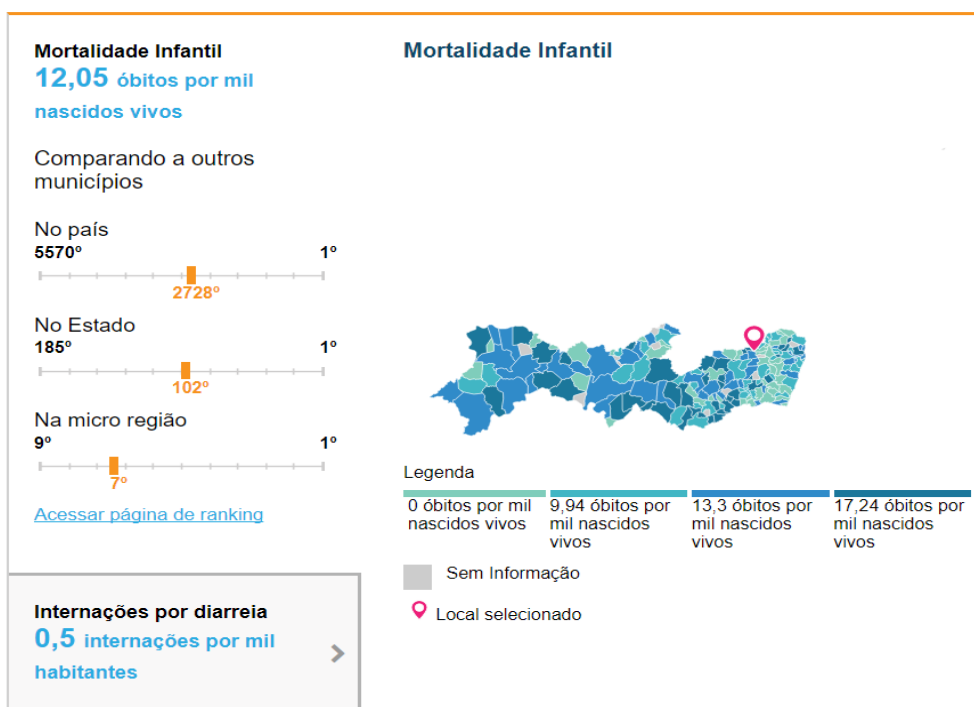 Mortalidade Infantil
12,05 óbitos por mil
nascidos vivos
Comparando a outros
municípios
No país
5570º 1º
2728º
No Estado
185º 1º
102º
Na micro região
9º 1º
7º
Acessar página de ranking
Internações por diarreia
0,5 internações por mil
habitantes
Mortalidade Infantil
Legenda
0 óbitos por mil
nascidos vivos
9,94 óbitos por
mil nascidos
vivos
13,3 óbitos por
mil nascidos
vivos
17,24 óbitos por
mil nascidos
vivos
Sem Informação
Local selecionado